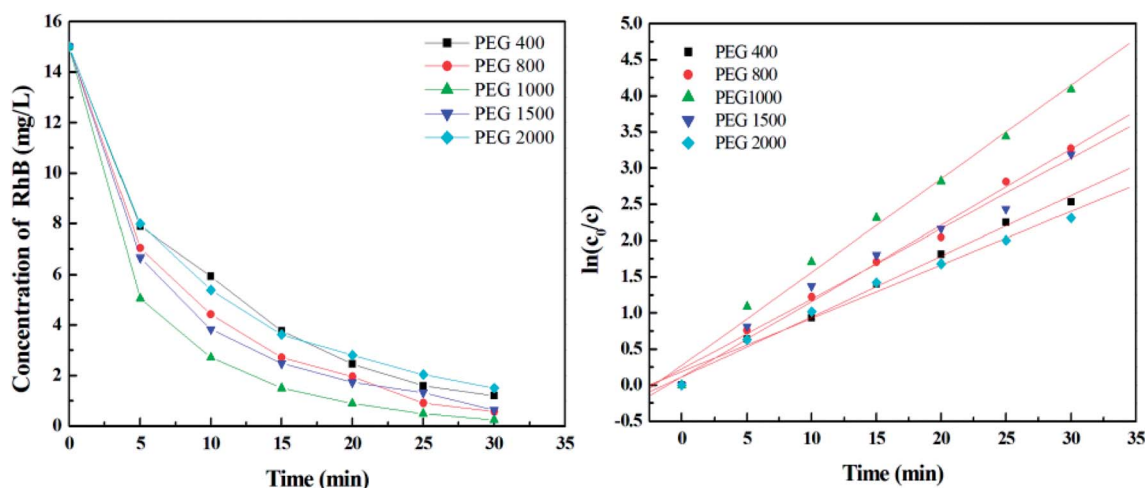 16
14
12
10
8
6
4
2
0
0 5 10 15 20 25 30 35
Concentration of RhB (mg/L)
Time (min)
PEG 400
PEG 800
PEG 1000
PEG 1500
PEG 2000
5.0
4.5
4.0
3.5
3.0
2.5
2.0
1.5
1.0
0.5
0.0
-0.5
0 5 10 15 20 25 30 35
ln(c₀/c)
Time (min)
PEG 400
PEG 800
PEG1000
PEG 1500
PEG 2000